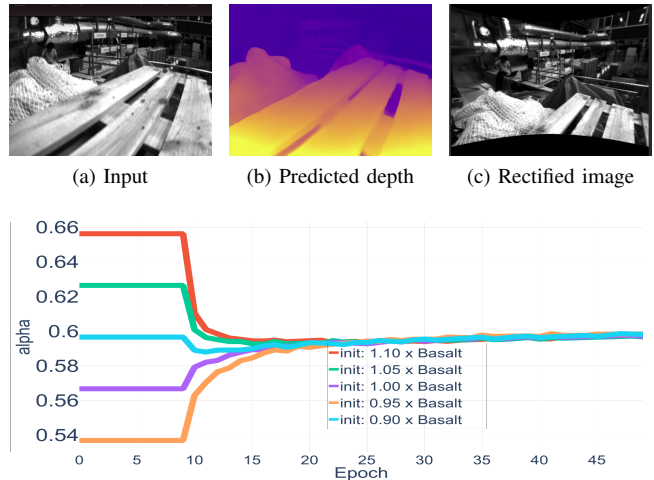 (a) Input
(b) Predicted depth
(c) Rectified image
0.66
0.64
0.62
0.6
0.58
0.56
0.54
alpha
init: 1.10 x Basalt
init: 1.05 x Basalt
init: 1.00 x Basalt
init: 0.95 x Basalt
init: 0.90 x Basalt
0 5 10 15 20 25 30 35 40 45
Epoch